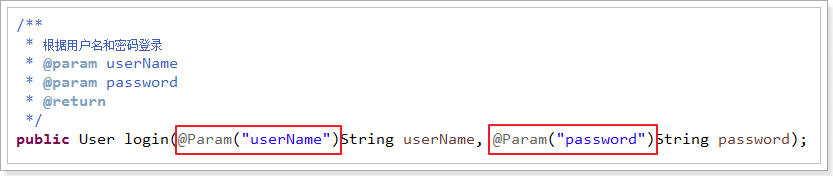 /**
* 根据用户名和密码登录
* @param userName
* @param password
* @return
*/
public User login(@Param("userName")String userName, @Param("password")String password);